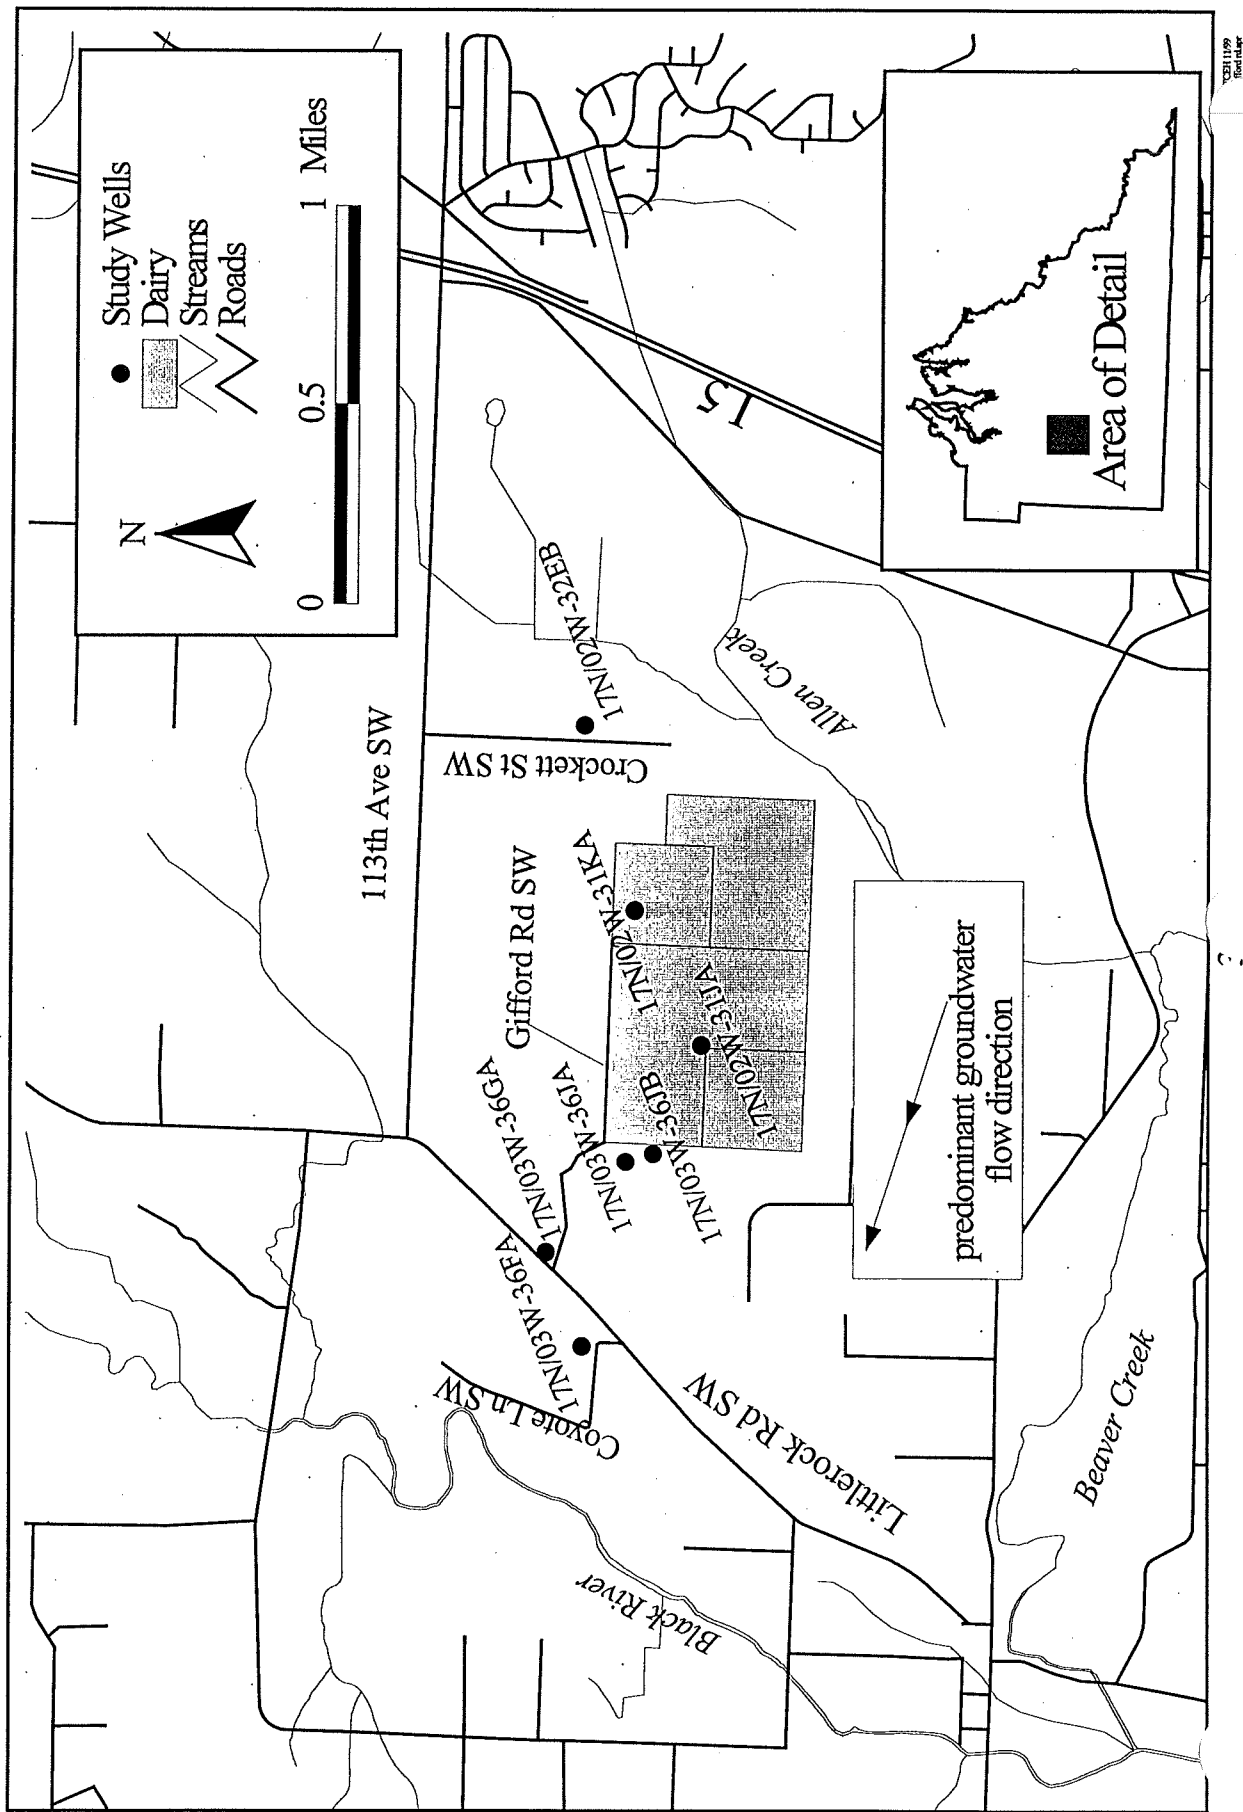 N
Study Wells
Dairy
Streams
Roads
0
0.5
1 Miles
113th Ave SW
Crockett St SW
17N/02W-32EB
Gifford Rd SW
17N/02W-31KA
17N/02W-31JA
17N/03W-36GA
17N/03W-36JA
17N/03W-36JB
17N/03W-36FA
Coyote Ln SW
Littlerock Rd SW
Black River
Beaver Creek
Allen Creek
I 5
predominant groundwater
flow direction
Area of Detail